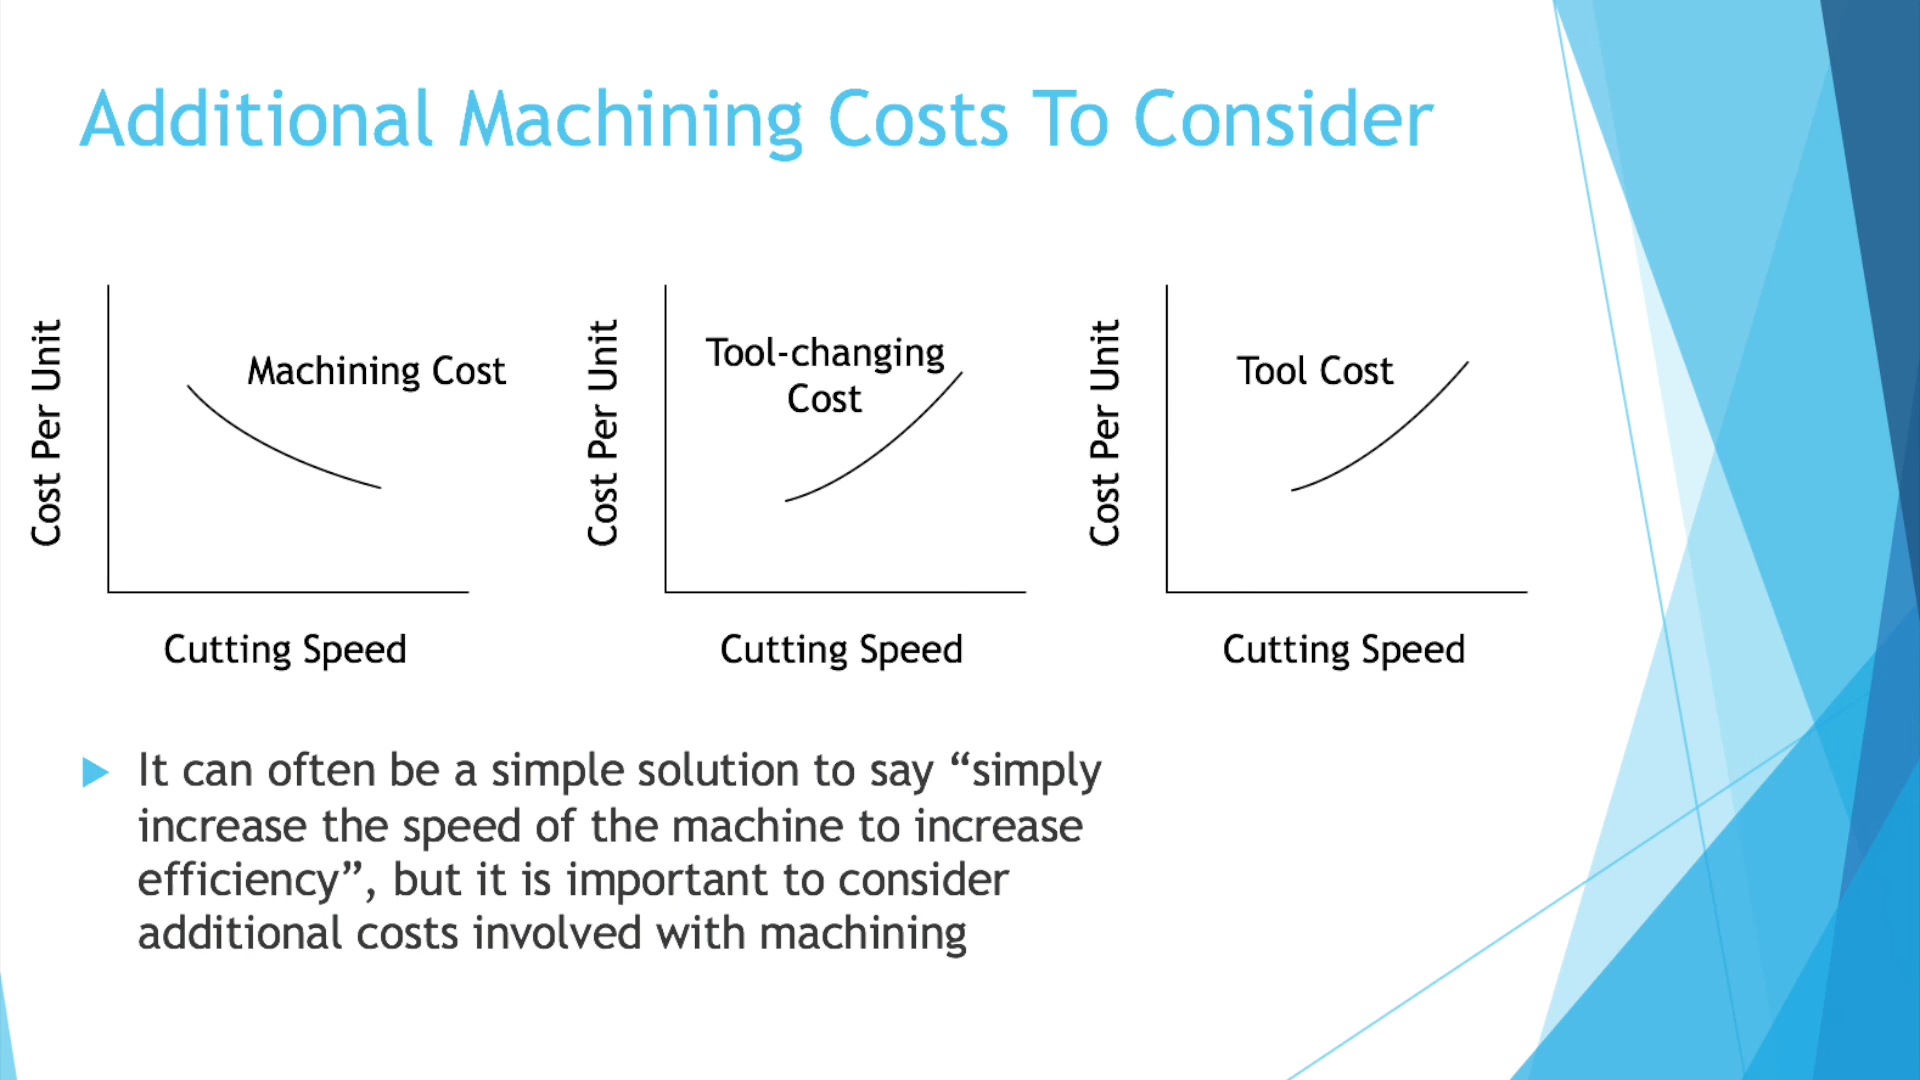 Additional Machining Costs To Consider
Cost Per Unit
Machining Cost
Cutting Speed
Cost Per Unit
Tool-changing
Cost
Cutting Speed
Cost Per Unit
Tool Cost
Cutting Speed
It can often be a simple solution to say “simply
increase the speed of the machine to increase
efficiency”, but it is important to consider
additional costs involved with machining